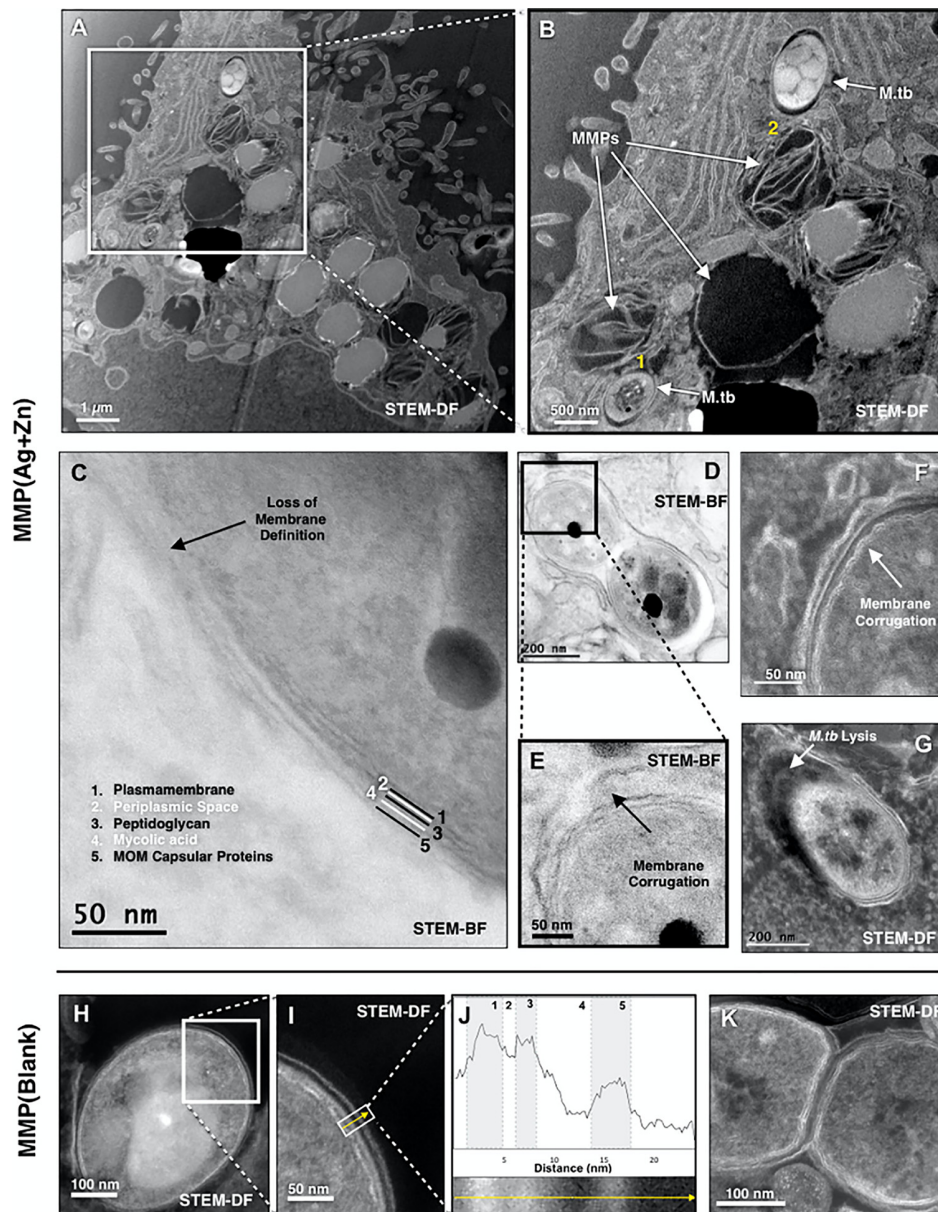 MMP(Ag+Zn)
A
1 µm
STEM-DF
B
M.tb
2
MMPs
1
M.tb
500 nm
STEM-DF
C
Loss of
Membrane
Definition
1. Plasmamembrane
2. Periplasmic Space
3. Peptidoglycan
4. Mycolic acid
5. MOM Capsular Proteins
2
4
1
3
5
50 nm
STEM-BF
D
STEM-BF
200 nm
E
STEM-BF
Membrane
Corrugation
50 nm
F
Membrane
Corrugation
50 nm
G
M.tb Lysis
200 nm
STEM-DF
MMP(Blank)
H
100 nm
STEM-DF
I
STEM-DF
50 nm
J
1 2 3 4 5
5 10 15 20
Distance (nm)
STEM-DF
K
100 nm